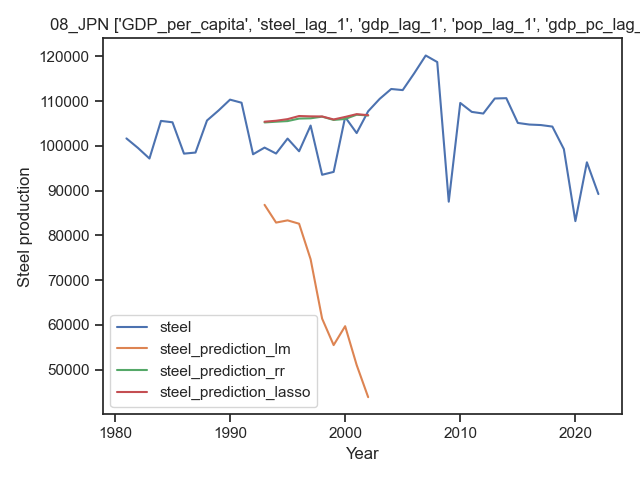 08_JPN ['GDP_per_capita', 'steel_lag_1', 'gdp_lag_1', 'pop_lag_1', 'gdp_pc_lag_
120000
110000
100000
90000
80000
70000
60000
50000
Steel production
steel
steel_prediction_lm
steel_prediction_rr
steel_prediction_lasso
1980 1990 2000 2010 2020
Year